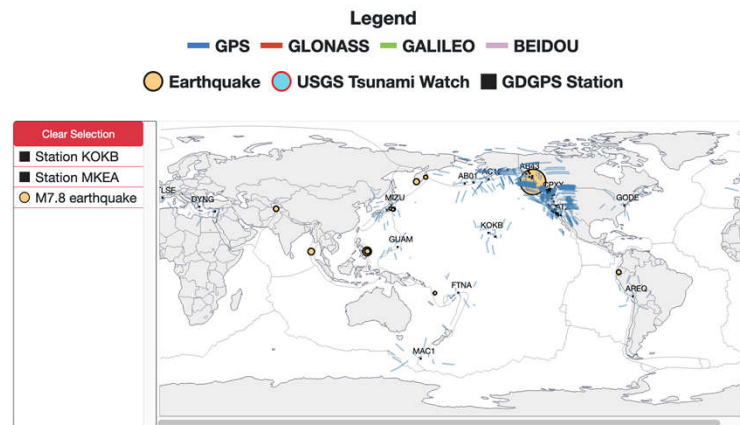 Legend
GPS GLONASS GALILEO BEIDOU
Earthquake USGS Tsunami Watch GDGPS Station
Clear Selection
Station KOKB
Station MKEA
M7.8 earthquake
AB43
AB01
DYNG
MIZU
GODE
KOKB
GUAM
FTNA
AREQ
MAC1